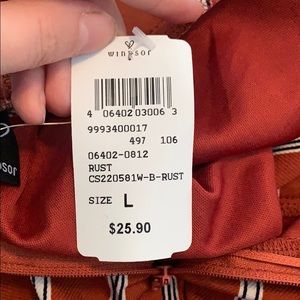 WINDSOR
4 06402 03006 3
9993400017
497 106
06402-0812
RUST
CS220581W-B-RUST
SIZE L
$25.90